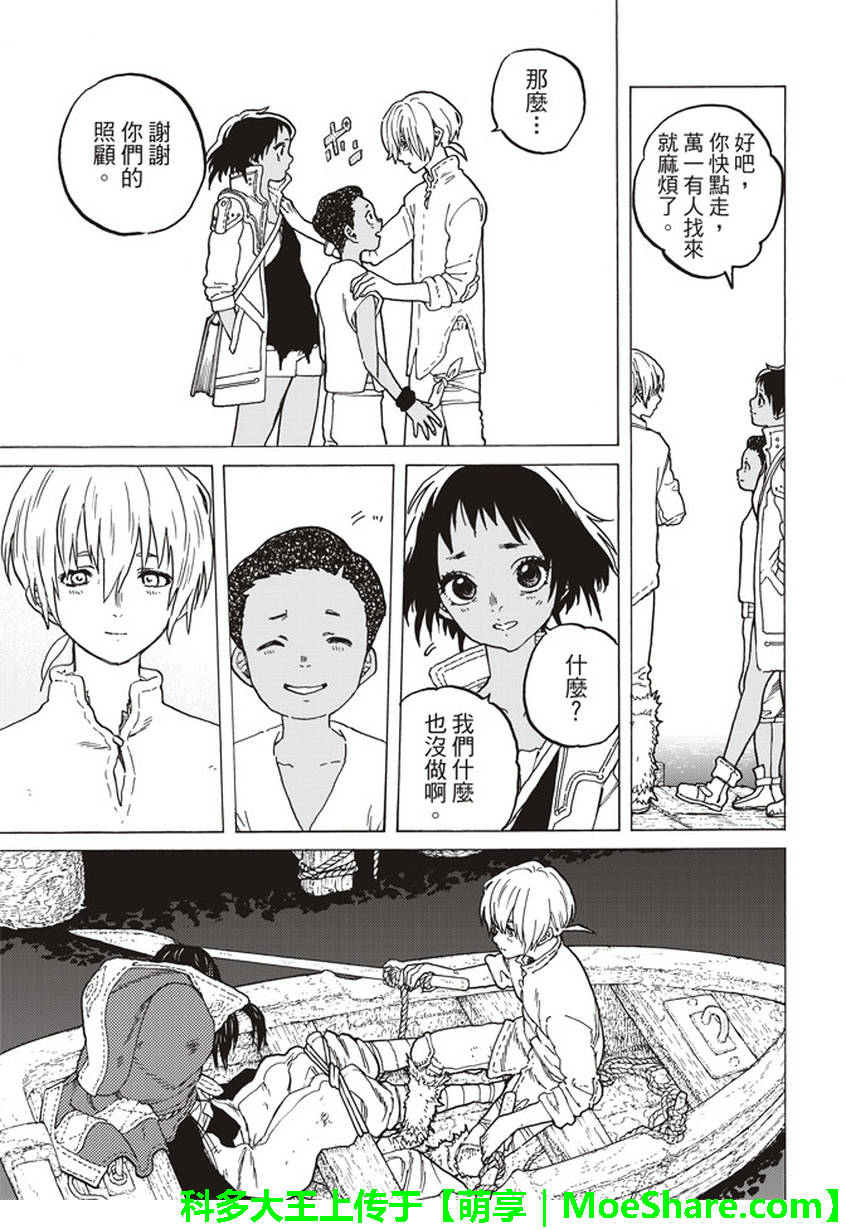 好吧，
你快點走，
萬一有人找來
就麻煩了。
那麼…
謝謝
你們的
照顧。
什麼？
我們什麼
也沒做啊。
科多大王上传于【萌享｜MoeShare.com】